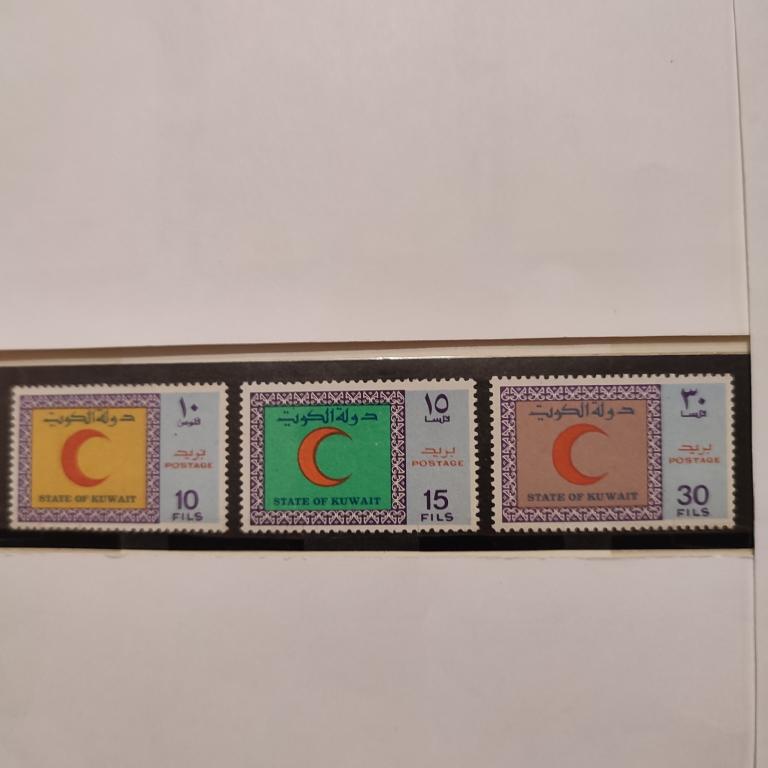 دولة الكويت
STATE OF KUWAIT
١٠
فلوس
بريد
POSTAGE
10
FILS
دولة الكويت
STATE OF KUWAIT
١٥
فلسا
بريد
POSTAGE
15
FILS
دولة الكويت
STATE OF KUWAIT
٣٠
فلسا
بريد
POSTAGE
30
FILS